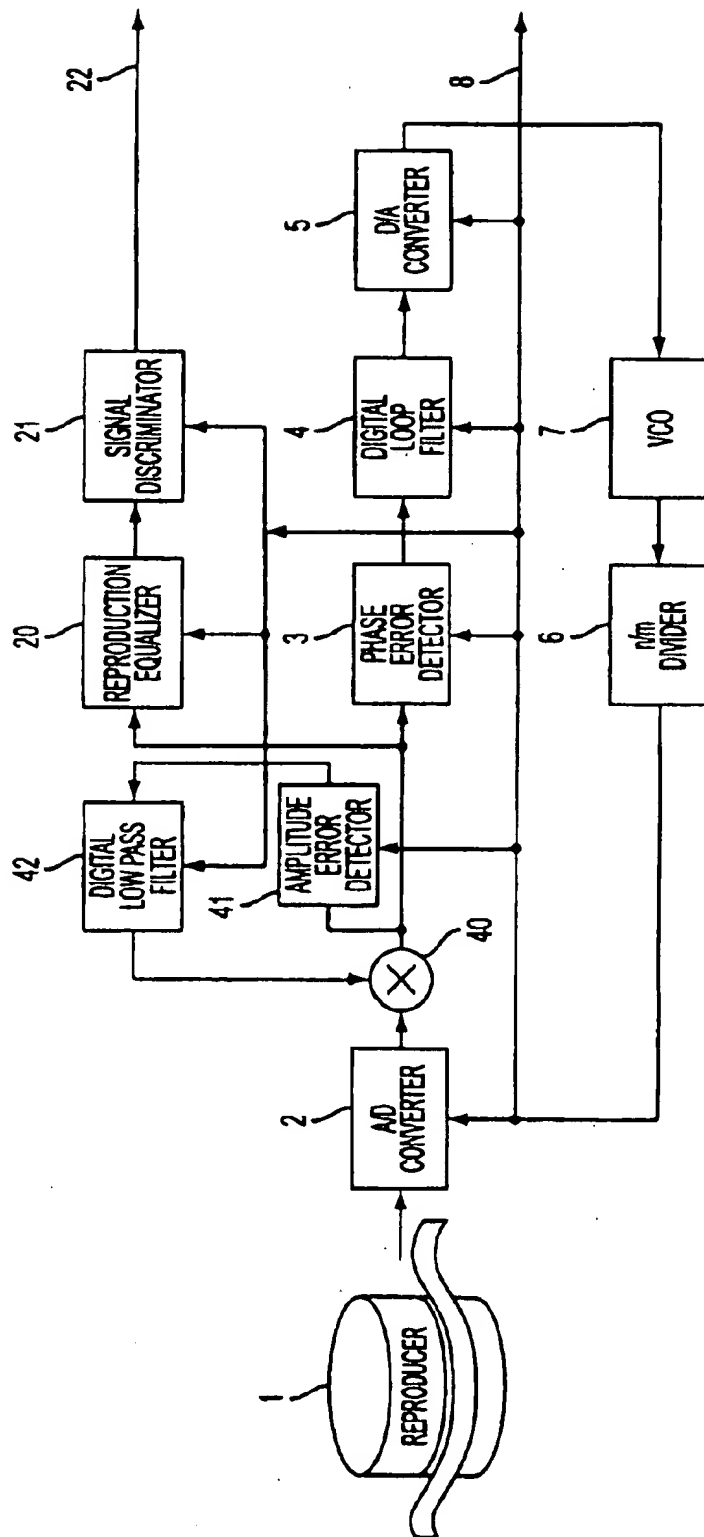 22
21
SIGNAL
DISCRIMINATOR
20
REPRODUCTION
EQUALIZER
42
DIGITAL
LOW PASS
FILTER
41
AMPLITUDE
ERROR
DETECTOR
40
8
5
D/A
CONVERTER
4
DIGITAL
LOOP
FILTER
3
PHASE
ERROR
DETECTOR
2
A/D
CONVERTER
7
VCO
6
n/m
DIVIDER
1
REPRODUCER